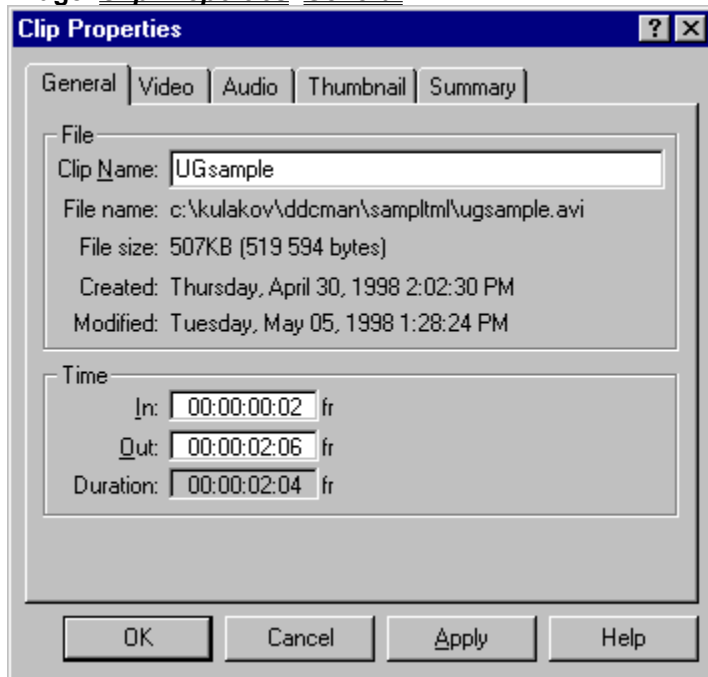 Clip Properties
General Video Audio Thumbnail Summary
File
Clip Name: UGsample
File name: c:\kulakov\ddcman\sampltml\ugsample.avi
File size: 507KB (519 594 bytes)
Created: Thursday, April 30, 1998 2:02:30 PM
Modified: Tuesday, May 05, 1998 1:28:24 PM
Time
In: 00:00:00:02 fr
Out: 00:00:02:06 fr
Duration: 00:00:02:04 fr
OK Cancel Apply Help